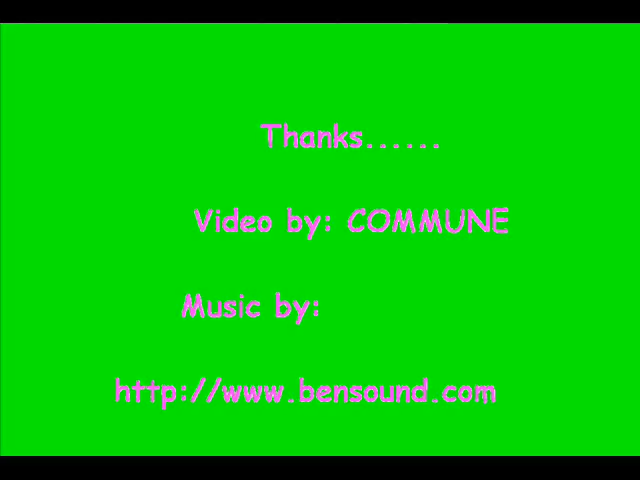 Thanks......
Video by: COMMUNE
Music by:
http://www.bensound.com